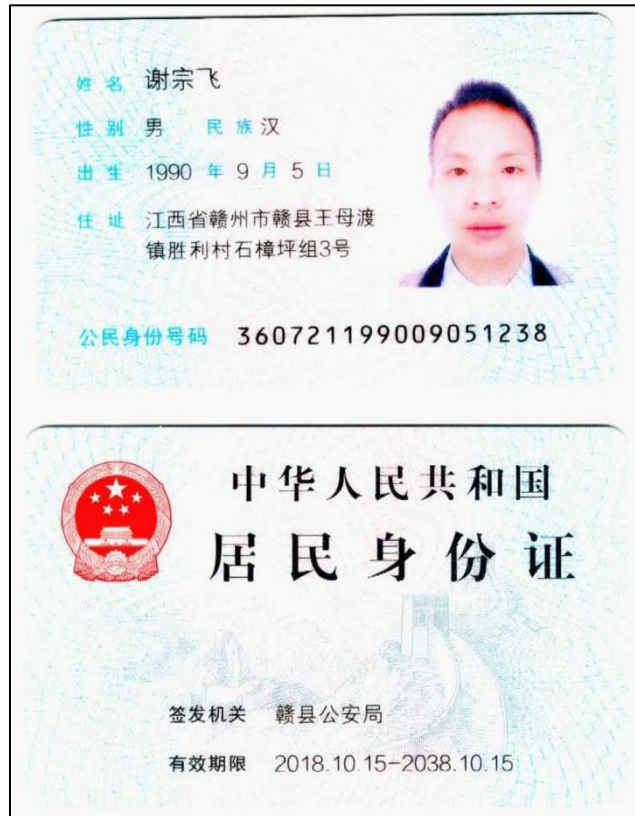 姓名 谢宗飞
性别 男 民族 汉
出生 1990 年 9 月 5 日
住址 江西省赣州市赣县王母渡
镇胜利村石樟坪组3号
公民身份号码 360721199009051238
中华人民共和国
居民身份证
签发机关 赣县公安局
有效期限 2018.10.15-2038.10.15